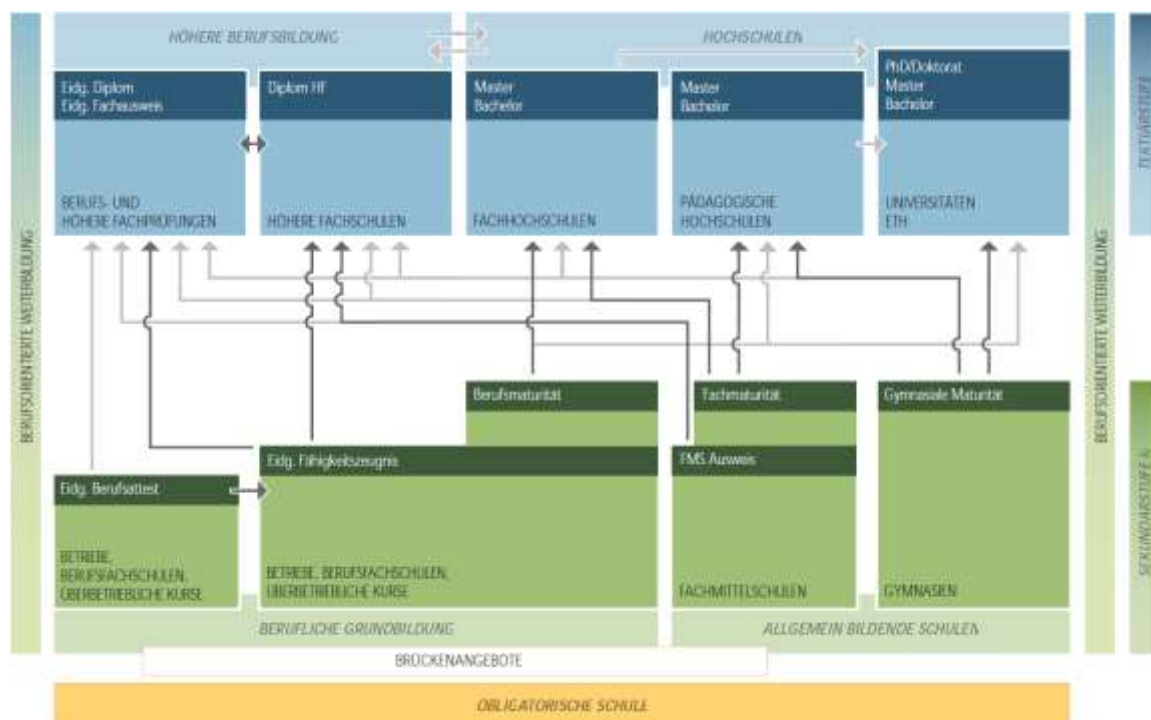 HÖHERE BERUFSBILDUNG
HOCHSCHULEN
Eidg. Diplom
Eidg. Fachausweis
Diplom HF
Master
Bachelor
Master
Bachelor
PhD/Doktorat
Master
Bachelor
BERUFS- UND
HÖHERE FACHPRÜFUNGEN
HÖHERE FACHSCHULEN
FACHHOCHSCHULEN
PÄDAGOGISCHE
HOCHSCHULEN
UNIVERSITÄTEN
ETH
TERTIÄRSTUFE
BERUFSORIENTIERTE WEITERBILDUNG
BERUFSORIENTIERTE WEITERBILDUNG
Berufsmaturität
Fachmaturität
Gymnasiale Maturität
Eidg. Fähigkeitszeugnis
FMS Ausweis
Eidg. Berufsattest
BETRIEBE,
BERUFSFACHSCHULEN,
ÜBERBETRIEBLICHE KURSE
BETRIEBE, BERUFSFACHSCHULEN,
ÜBERBETRIEBLICHE KURSE
FACHMITTELSCHULEN
GYMNASIEN
SEKUNDARSTUFE
BERUFLICHE GRUNDBILDUNG
ALLGEMEIN BILDENDE SCHULEN
BRÜCKENANGEBOTE
OBLIGATORISCHE SCHULE